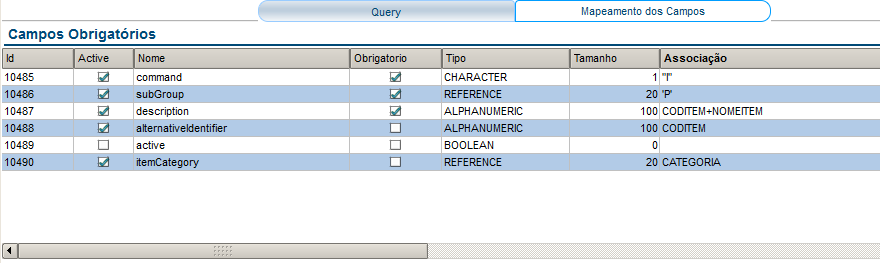 Query Mapeamento dos Campos
Campos Obrigatórios
Id Active Nome Obrigatorio Tipo Tamanho Associação
10485 command CHARACTER 1 "I"
10486 subGroup REFERENCE 20 'P'
10487 description ALPHANUMERIC 100 CODITEM+NOMEITEM
10488 alternativeIdentifier ALPHANUMERIC 100 CODITEM
10489 active BOOLEAN 0
10490 itemCategory REFERENCE 20 CATEGORIA